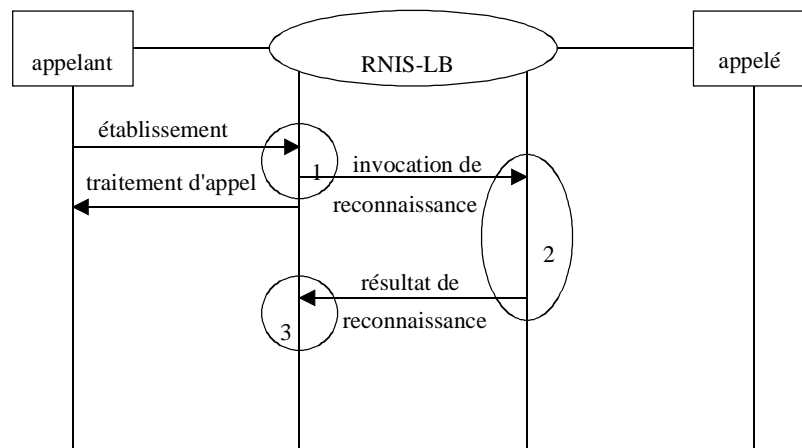 appelant
RNIS-LB
appelé
établissement
1
invocation de
reconnaissance
traitement d'appel
2
résultat de
reconnaissance
3